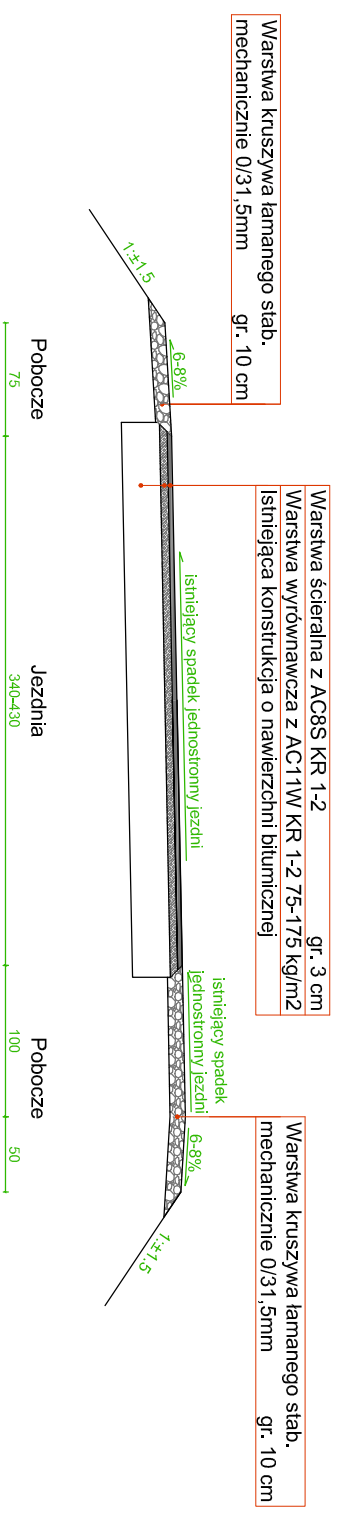 Warstwa kruszywa łamanego stab.
mechanicznie 0/31,5mm gr. 10 cm
Warstwa ścieralna z AC8S KR 1-2 gr. 3 cm
Warstwa wyrównawcza z AC11W KR 1-2 75-175 kg/m2
Istniejąca konstrukcja o nawierzchni bitumicznej
Warstwa kruszywa łamanego stab.
mechanicznie 0/31,5mm gr. 10 cm
1:±1.5
6-8%
istniejący spadek jednostronny jezdni
istniejący spadek
jednostronny jezdni
6-8%
1:±1.5
Pobocze
Jezdnia
Pobocze
75
340-430
100
50